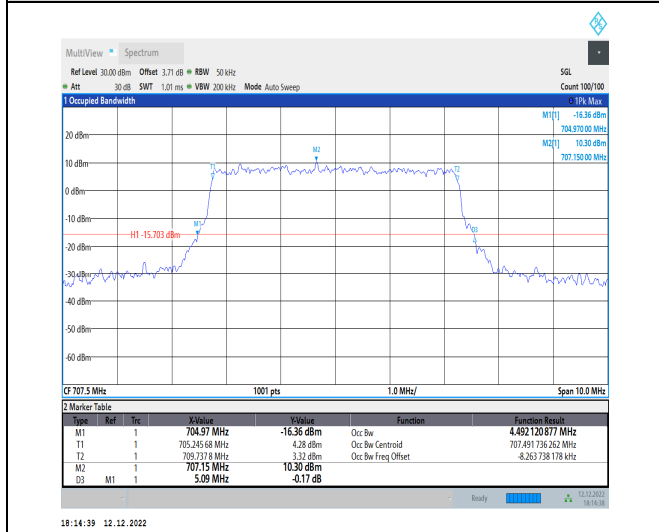 MultiView Spectrum
Ref Level 30.00 dBm Offset 3.71 dB RBW 50 kHz SGL
Att 30 dB SWT 1.01 ms VBW 200 kHz Mode Auto Sweep Count 100/100
1 Occupied Bandwidth 1Pk Max
M1[1] -16.36 dBm
704.97000 MHz
M2[1] 10.30 dBm
707.15000 MHz
20 dBm
M2
10 dBm
T1 T2
0 dBm
-10 dBm
M1
D3
H1 -15.703 dBm
-20 dBm
-30 dBm
-40 dBm
-50 dBm
-60 dBm
CF 707.5 MHz 1001 pts 1.0 MHz/ Span 10.0 MHz
2 Marker Table
Type Ref Trc X-Value Y-Value Function Function Result
M1 1 704.97 MHz -16.36 dBm Occ Bw 4.492 120 877 MHz
T1 1 705.245 68 MHz 4.28 dBm Occ Bw Centroid 707.491 736 262 MHz
T2 1 709.737 8 MHz 3.32 dBm Occ Bw Freq Offset -8.263 738 178 kHz
M2 1 707.15 MHz 10.30 dBm
D3 M1 1 5.09 MHz -0.17 dB
Ready 12.12.2022
18:14:38
18:14:39 12.12.2022